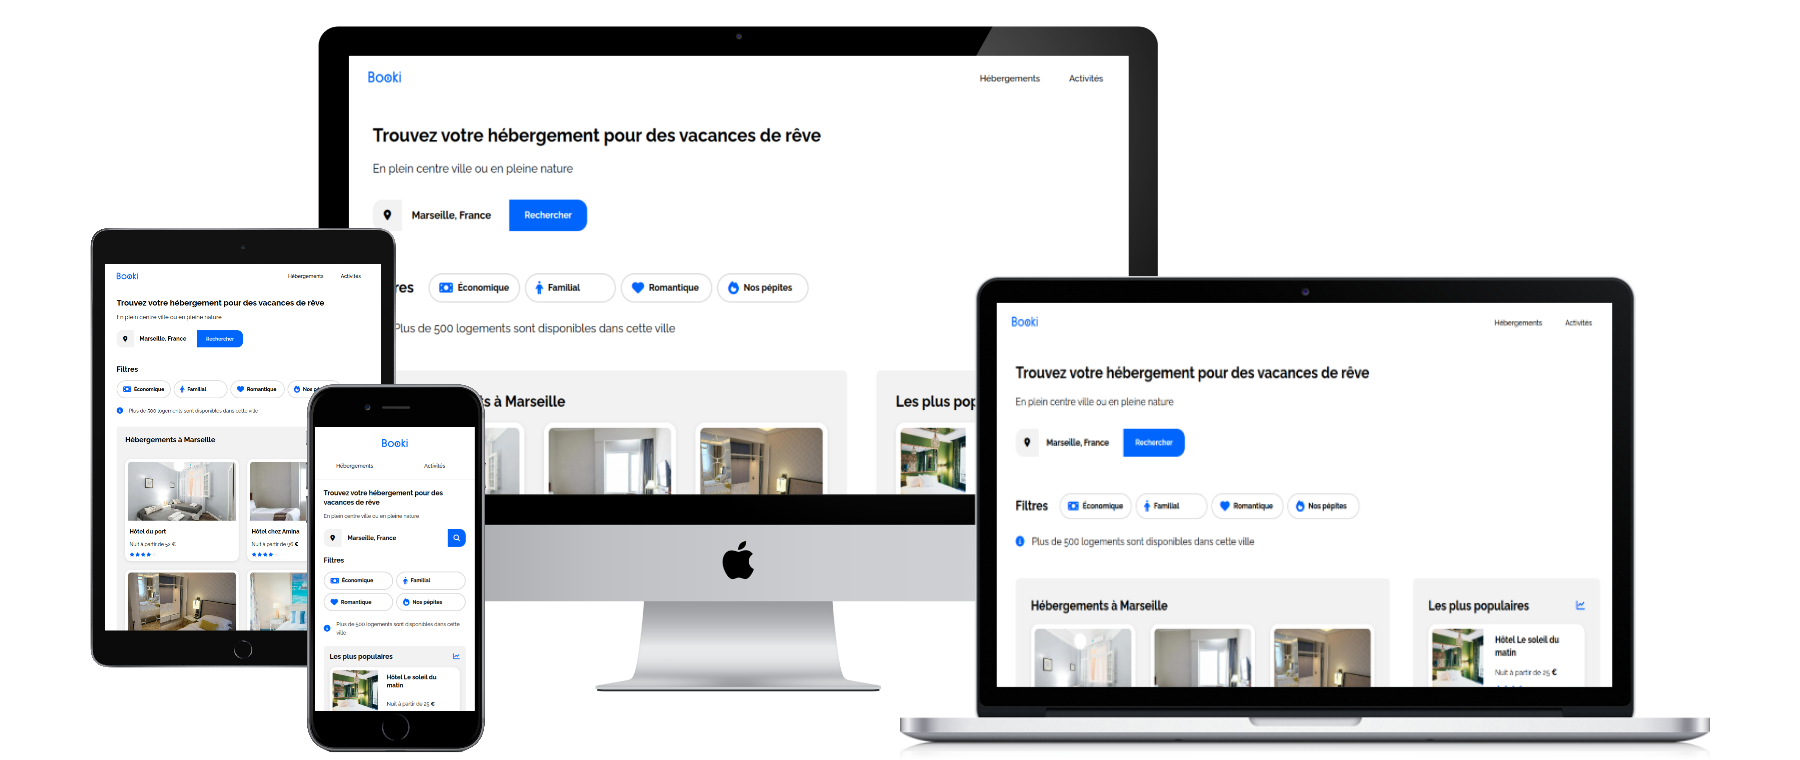 Booki
Hébergements
Activités
Trouvez votre hébergement pour des vacances de rêve
En plein centre ville ou en pleine nature
Marseille, France
Rechercher
res
Économique
Familial
Romantique
Nos pépites
Plus de 500 logements sont disponibles dans cette ville
s à Marseille
Les plus pop
Booki
Hébergements
Activités
Trouvez votre hébergement pour des vacances de rêve
En plein centre ville ou en pleine nature
Marseille, France
Rechercher
Filtres
Économique
Familial
Romantique
Nos pép
Plus de 500 logements sont disponibles dans cette ville
Hébergements à Marseille
Hôtel du port
Nuit à partir de 52 €
Hôtel chez Amina
Nuit à partir de 96 €
Booki
Hébergements
Activités
Trouvez votre hébergement pour des
vacances de rêve
En plein centre ville ou en pleine nature
Marseille, France
Filtres
Économique
Familial
Romantique
Nos pépites
Plus de 500 logements sont disponibles dans cette
ville
Les plus populaires
Hôtel Le soleil du
matin
Nuit à partir de 25 €
Booki
Hébergements
Activités
Trouvez votre hébergement pour des vacances de rêve
En plein centre ville ou en pleine nature
Marseille, France
Rechercher
Filtres
Économique
Familial
Romantique
Nos pépites
Plus de 500 logements sont disponibles dans cette ville
Hébergements à Marseille
Les plus populaires
Hôtel Le soleil du
matin
Nuit à partir de 25 €